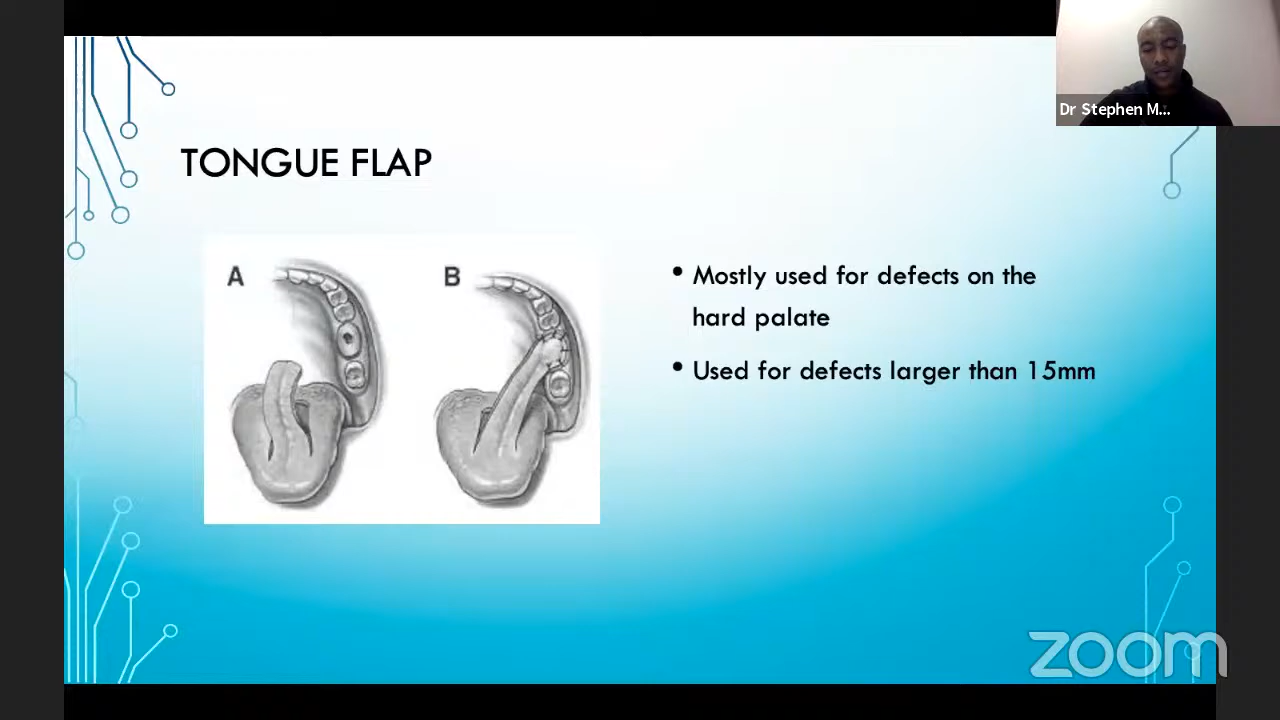 Dr Stephen M...
TONGUE FLAP
A
B
• Mostly used for defects on the
hard palate
• Used for defects larger than 15mm
zoom